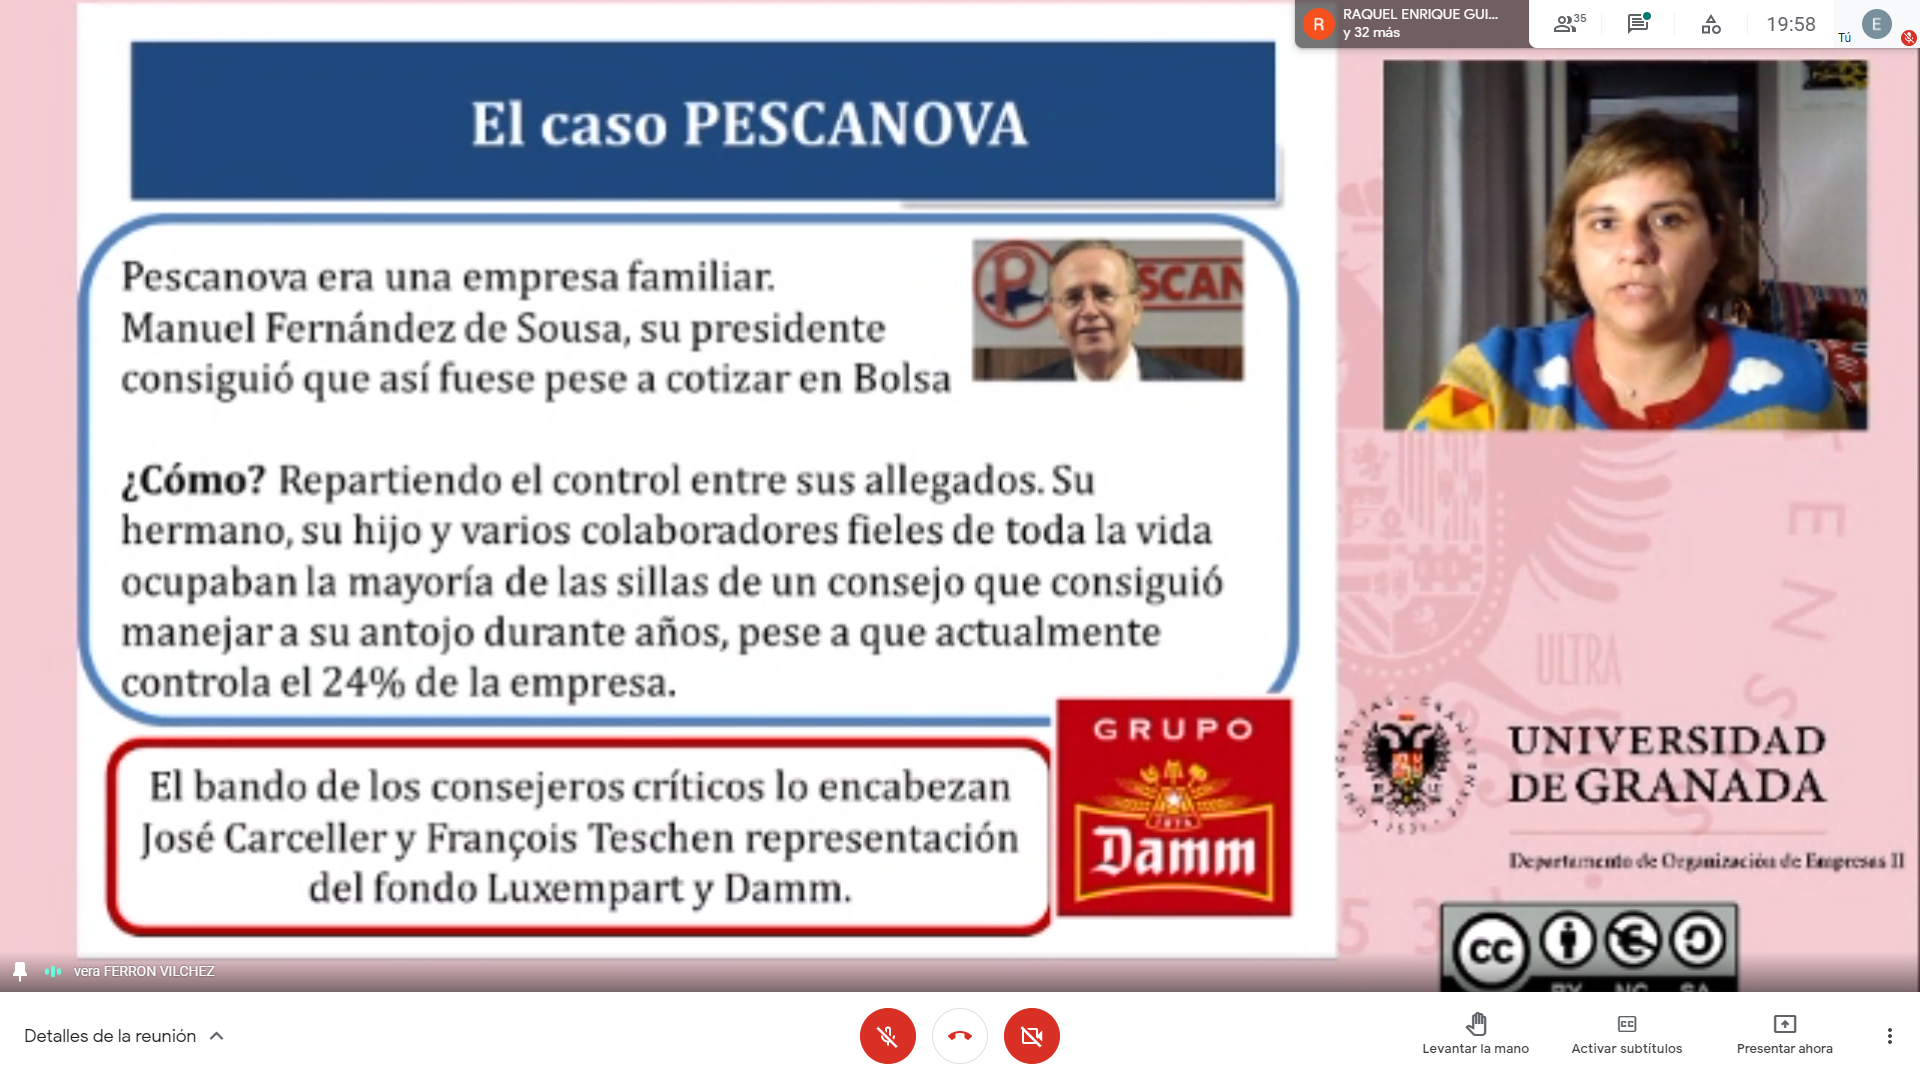 RAQUEL ENRIQUE GUI...
y 32 más
35
19:58
Tú
E
R
El caso PESCANOVA
Pescanova era una empresa familiar.
Manuel Fernández de Sousa, su presidente
consiguió que así fuese pese a cotizar en Bolsa
P
SCAN
¿Cómo? Repartiendo el control entre sus allegados. Su
hermano, su hijo y varios colaboradores fieles de toda la vida
ocupaban la mayoría de las sillas de un consejo que consiguió
manejar a su antojo durante años, pese a que actualmente
controla el 24% de la empresa.
El bando de los consejeros críticos lo encabezan
José Carceller y François Teschen representación
del fondo Luxempart y Damm.
GRUPO
1876
Damm
ULTRA
UNIVERSIDAD
DE GRANADA
Departamento de Organización de Empresas II
cc
BY NC SA
vera FERRON VILCHEZ
Detalles de la reunión
Levantar la mano
Activar subtítulos
Presentar ahora